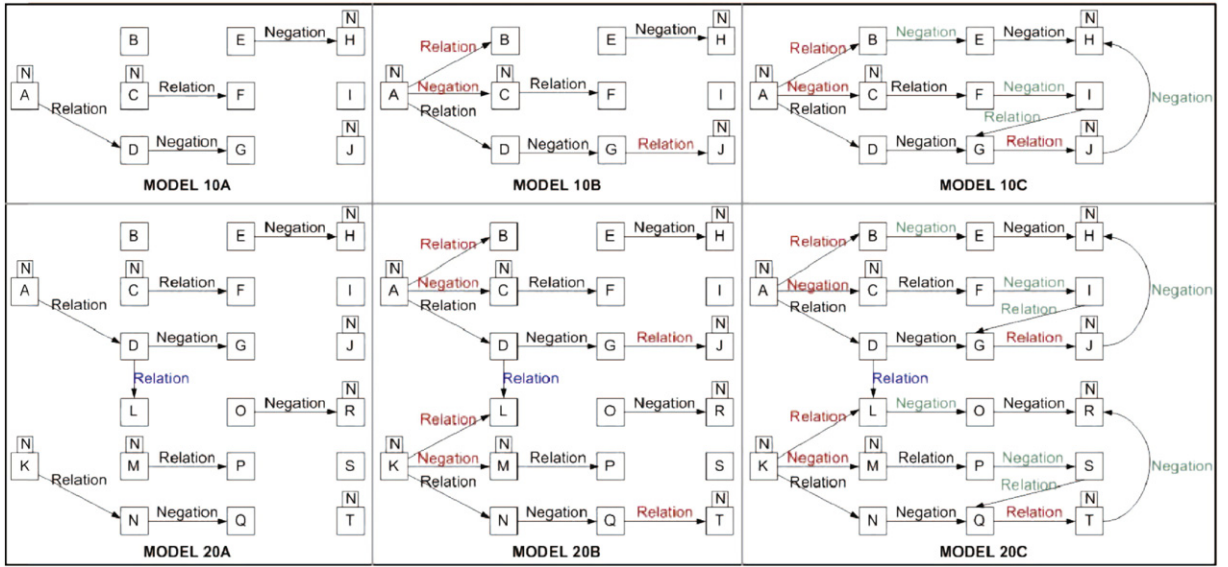 N
B E Negation H
N N
A Relation C Relation F I
N
D Negation G J
MODEL 10A
N
Relation B E Negation H
N N
A Negation C Relation F I
Relation N
D Negation G Relation J
MODEL 10B
N
Relation B Negation E Negation H
N N
A Negation C Relation F Negation I Negation
Relation Relation N
D Negation G Relation J
MODEL 10C
N
B E Negation H
N N
A Relation C Relation F I
N
D Negation G J
Relation
L O Negation N R
N N
K Relation M Relation P S
N
N Negation Q T
MODEL 20A
N
Relation B E Negation H
N N
A Negation C Relation F I
Relation N
D Negation G Relation J
Relation
Relation L O Negation N R
N N
K Negation M Relation P S
Relation N
N Negation Q Relation T
MODEL 20B
N
Relation B Negation E Negation H
N N
A Negation C Relation F Negation I Negation
Relation Relation N
D Negation G Relation J
Relation
Relation L Negation O Negation N R
N N
K Negation M Relation P Negation S Negation
Relation Relation N
N Negation Q Relation T
MODEL 20C